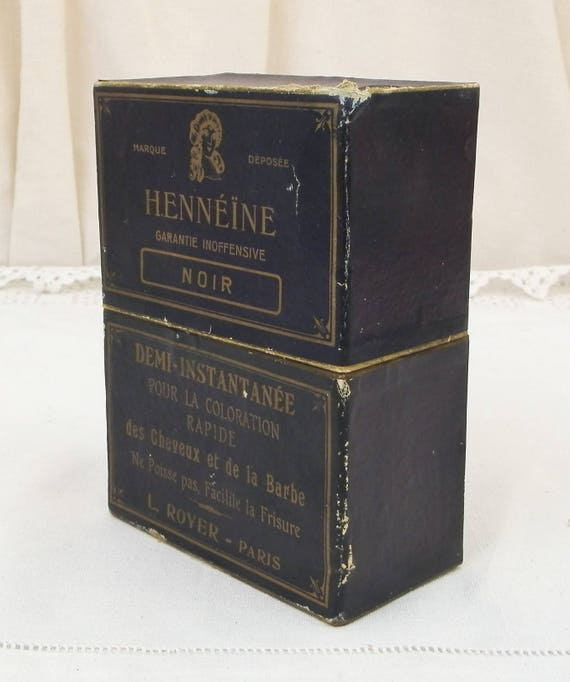 MARQUE DÉPOSÉE
HENNÉÏNE
GARANTIE INOFFENSIVE
NOIR
DEMI-INSTANTANÉE
POUR LA COLORATION
RAPIDE
des Cheveux et de la Barbe
Ne Poisse pas, Facilite la Frisure
L. ROYER - PARIS